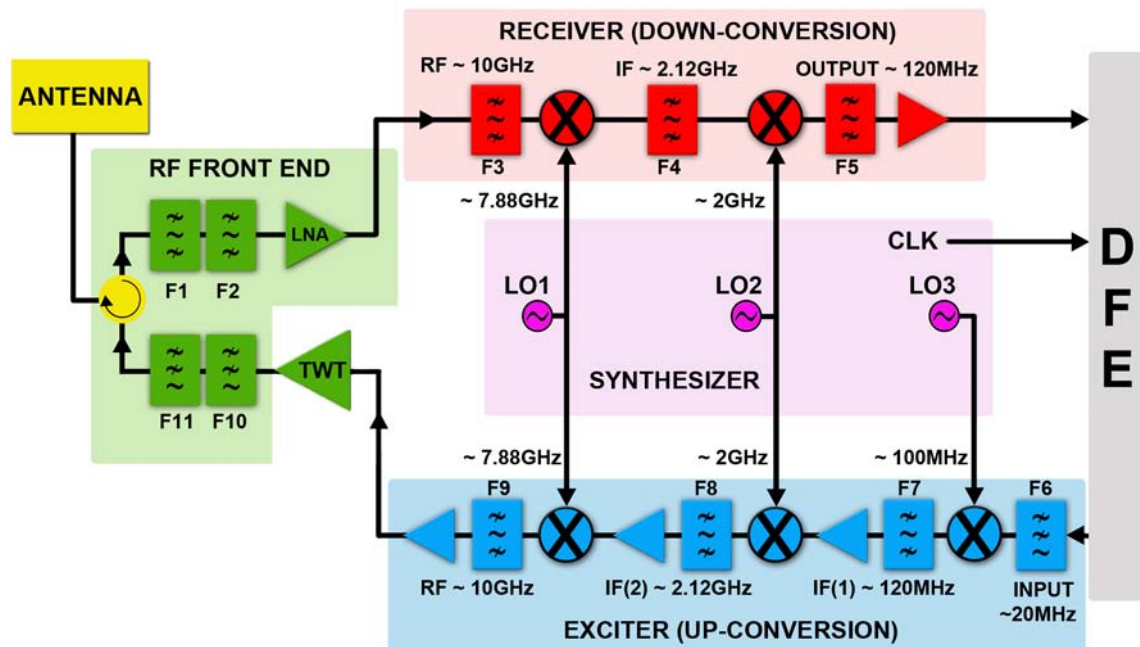 RECEIVER (DOWN-CONVERSION)
RF ~ 10GHz
IF ~ 2.12GHz
OUTPUT ~ 120MHz
ANTENNA
F3
F4
F5
RF FRONT END
~ 7.88GHz
~ 2GHz
LNA
CLK
F1
F2
LO1
LO2
LO3
DFE
SYNTHESIZER
TWT
F11
F10
~ 7.88GHz
~ 2GHz
~ 100MHz
F9
F8
F7
F6
RF ~ 10GHz
IF(2) ~ 2.12GHz
IF(1) ~ 120MHz
INPUT
~20MHz
EXCITER (UP-CONVERSION)